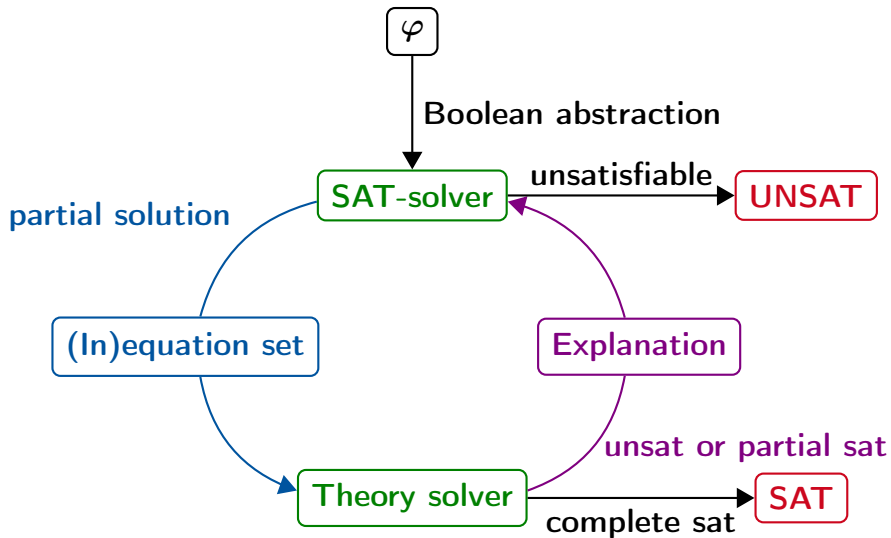 φ
Boolean abstraction
SAT-solver
unsatisfiable
UNSAT
partial solution
(In)equation set
Explanation
unsat or partial sat
Theory solver
complete sat
SAT